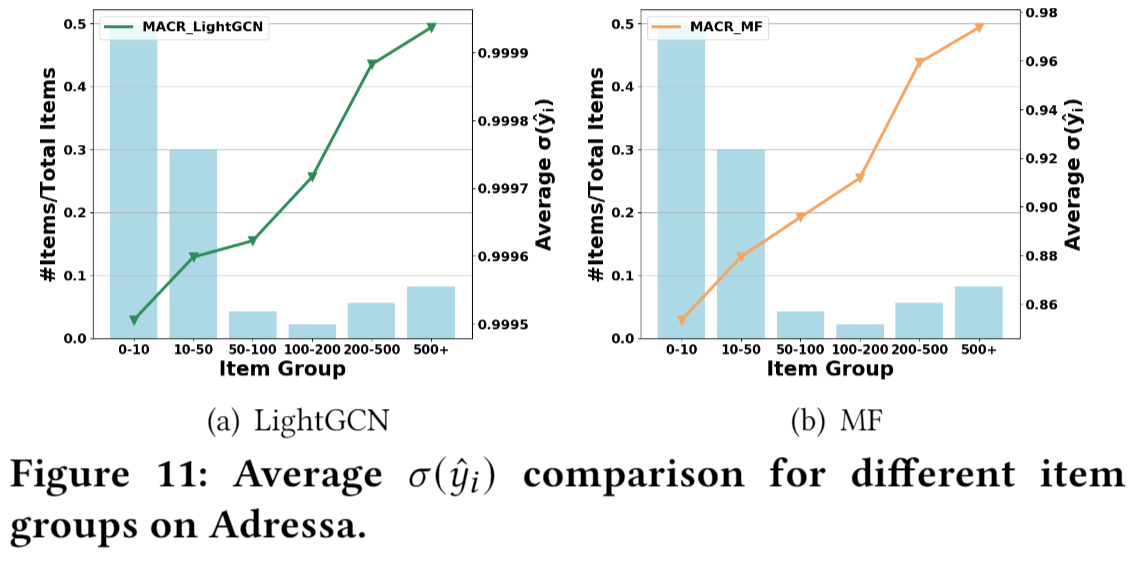 MACR_LightGCN
0.5
0.4
0.3
0.2
0.1
0.0
#Items/Total Items
0.9999
0.9998
0.9997
0.9996
0.9995
Average σ(ŷᵢ)
0-10 10-50 50-100 100-200 200-500 500+
Item Group
(a) LightGCN
MACR_MF
0.5
0.4
0.3
0.2
0.1
0.0
#Items/Total Items
0.98
0.96
0.94
0.92
0.90
0.88
0.86
Average σ(ŷᵢ)
0-10 10-50 50-100 100-200 200-500 500+
Item Group
(b) MF
Figure 11: Average σ(ŷᵢ) comparison for different item
groups on Adressa.